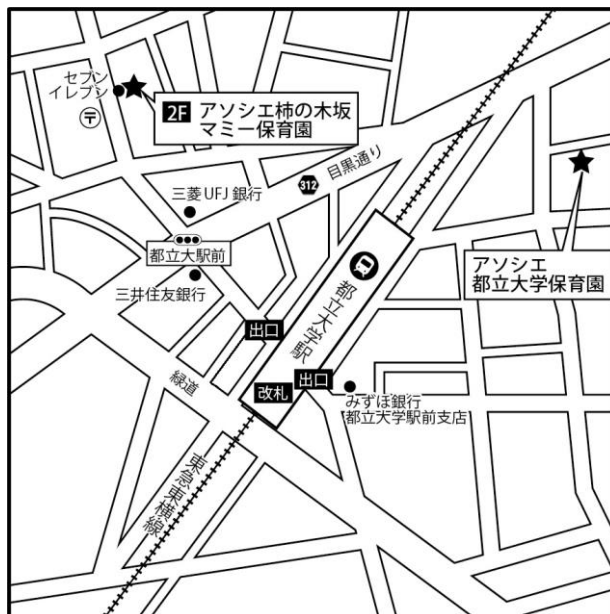 セブン
イレブン
〒
2F アソシエ柿の木坂
マミー保育園
目黒通り
312
三菱UFJ銀行
都立大駅前
三井住友銀行
アソシエ
都立大学保育園
都立大学駅
出口
出口
改札
緑道
みずほ銀行
都立大学駅前支店
東急東横線